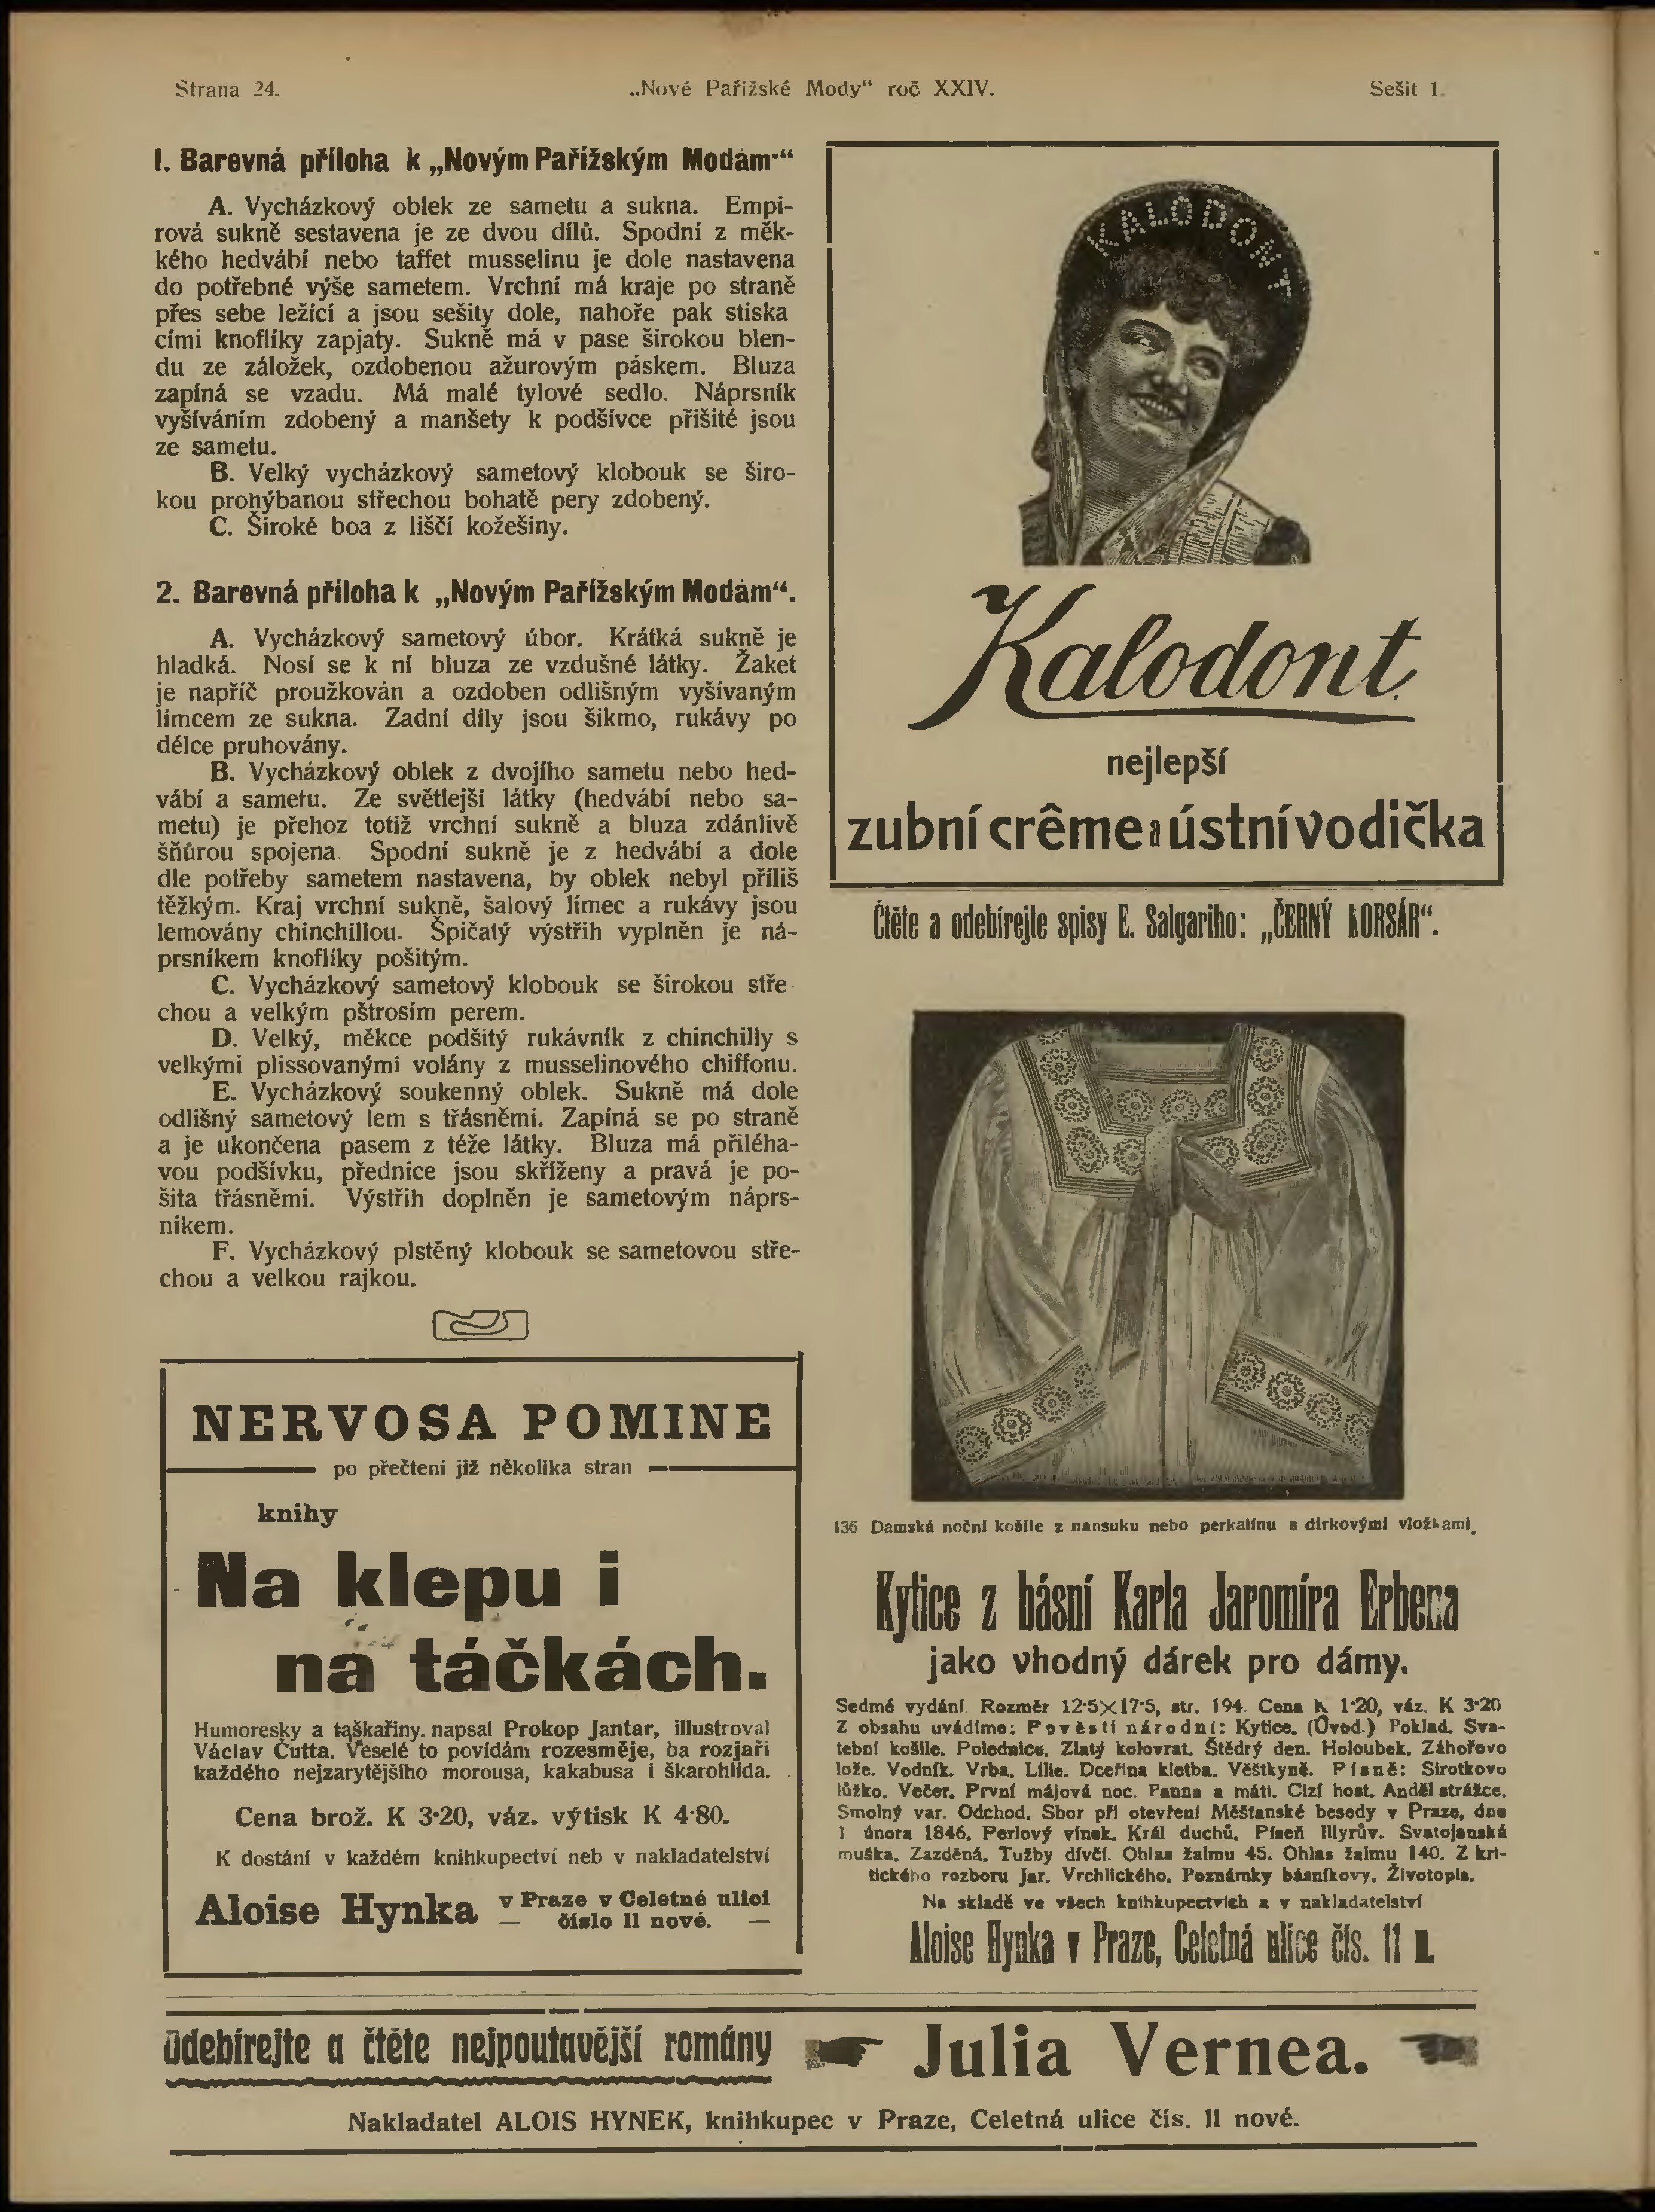 Strana 24.
„Nové Pařížské Mody“ roč XXIV.
Sešit 1.
I. Barevná příloha k „Novým Pařížským Modám“
A. Vycházkový oblek ze sametu a sukna. Empi-
rová sukně sestavena je ze dvou dílů. Spodní z měk-
kého hedvábí nebo taffet musselinu je dole nastavena
do potřebné výše sametem. Vrchní má kraje po straně
přes sebe ležící a jsou sešity dole, nahoře pak stiska
cími knoflíky zapjaty. Sukně má v pase širokou blen-
du ze záložek, ozdobenou ažurovým páskem. Bluza
zapíná se vzadu. Má malé tylové sedlo. Náprsník
vyšíváním zdobený a manšety k podšívce přišité jsou
ze sametu.
B. Velký vycházkový sametový klobouk se širo-
kou prohýbanou střechou bohatě pery zdobený.
C. Široké boa z liščí kožešiny.
2. Barevná příloha k „Novým Pařížským Modám“.
A. Vycházkový sametový úbor. Krátká sukně je
hladká. Nosí se k ní bluza ze vzdušné látky. Žaket
je napříč proužkován a ozdoben odlišným vyšívaným
límcem ze sukna. Zadní díly jsou šikmo, rukávy po
délce pruhovány.
B. Vycházkový oblek z dvojího sametu nebo hed-
vábí a sametu. Ze světlejší látky (hedvábí nebo sa-
metu) je přehoz totiž vrchní sukně a bluza zdánlivě
šňůrou spojena. Spodní sukně je z hedvábí a dole
dle potřeby sametem nastavena, by oblek nebyl příliš
těžkým. Kraj vrchní sukně, šalový límec a rukávy jsou
lemovány chinchillou. Špičatý výstřih vyplněn je ná-
prsníkem knoflíky pošitým.
C. Vycházkový sametový klobouk se širokou stře
chou a velkým pštrosím perem.
D. Velký, měkce podšitý rukávník z chinchilly s
velkými plissovanými volány z musselinového chiffonu.
E. Vycházkový soukenný oblek. Sukně má dole
odlišný sametový lem s třásněmi. Zapíná se po straně
a je ukončena pasem z téže látky. Bluza má přiléha-
vou podšívku, přednice jsou skříženy a pravá je po-
šita třásněmi. Výstřih doplněn je sametovým náprs-
níkem.
F. Vycházkový plstěný klobouk se sametovou stře-
chou a velkou rajkou.
NERVOSA POMINE
po přečtení již několika stran
knihy
Na klepu i
na táčkách.
Humoresky a taškařiny. napsal Prokop Jantar, illustroval
Václav Čutta. Veselé to povídám rozesměje, ba rozjaří
každého nejzarytějšího morousa, kakabusa i škarohlída.
Cena brož. K 3·20, váz. výtisk K 4·80.
K dostání v každém knihkupectví neb v nakladatelství
Aloise Hynka v Praze v Celetné ulici
— číslo 11 nové. —
KALODONT
Kalodont
nejlepší
zubní crême a ústní vodička
Čtěte a odebírejte spisy E. Salgariho: „ČERNÝ KORSÁR“.
136 Damská noční košile z nansuku nebo perkalínu s dírkovými vložkami.
Kytice z básní Karla Jaromíra Erbena
jako vhodný dárek pro dámy.
Sedmé vydání. Rozměr 12·5×17·5, str. 194. Cena K 1·20, váz. K 3·20
Z obsahu uvádíme: Pověsti národní: Kytice. (Úvod.) Poklad. Sva-
tební košile. Polednice. Zlatý kolovrat. Štědrý den. Holoubek. Záhořovo
lože. Vodník. Vrba. Lilie. Dceřina kletba. Věštkyně. Písně: Sirotkovo
lůžko. Večer. První májová noc. Panna a máti. Cizí host. Anděl strážce.
Smolný var. Odchod. Sbor při otevření Měšťanské besedy v Praze, dne
1 února 1846. Perlový vínek. Král duchů. Píseň Illyrův. Svatojanská
muška. Zazděná. Tužby dívčí. Ohlas žalmu 45. Ohlas žalmu 140. Z kri-
tického rozboru Jar. Vrchlického. Poznámky básníkovy. Životopis.
Na skladě ve všech knihkupectvích a v nakladatelství
Aloise Hynka v Praze, Celetná ulice čís. 11 n.
Odebírejte a čtěte nejpoutavější romány
Julia Vernea.
Nakladatel ALOIS HYNEK, knihkupec v Praze, Celetná ulice čís. 11 nové.